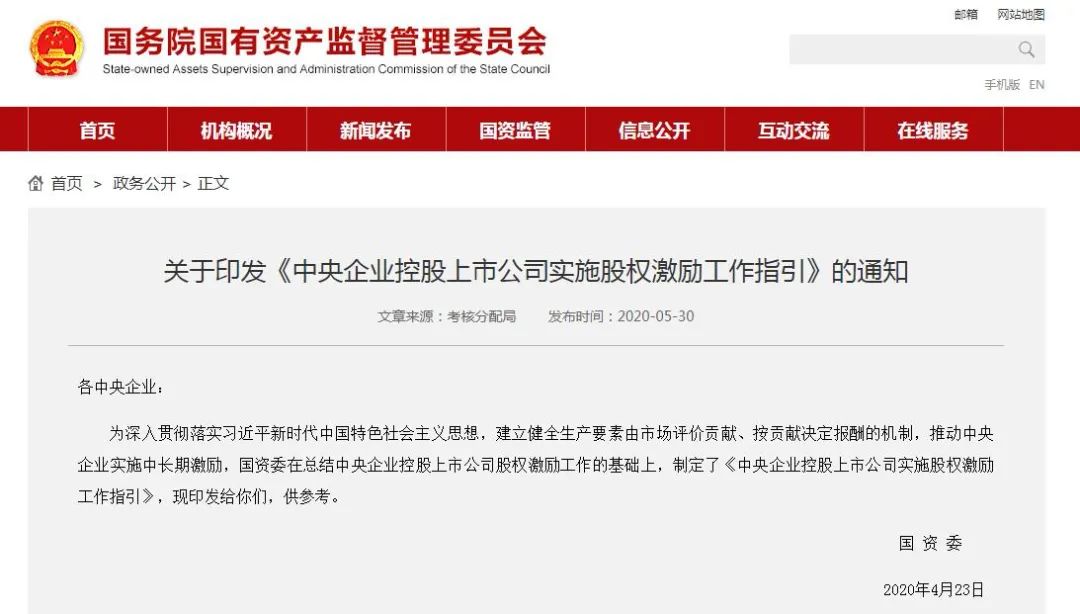 邮箱 网站地图
国务院国有资产监督管理委员会
State-owned Assets Supervision and Administration Commission of the State Council
手机版 EN
首页 机构概况 新闻发布 国资监管 信息公开 互动交流 在线服务
首页 > 政务公开 > 正文
关于印发《中央企业控股上市公司实施股权激励工作指引》的通知
文章来源：考核分配局 发布时间：2020-05-30
各中央企业：
为深入贯彻落实习近平新时代中国特色社会主义思想，建立健全生产要素由市场评价贡献、按贡献决定报酬的机制，推动中央
企业实施中长期激励，国资委在总结中央企业控股上市公司股权激励工作的基础上，制定了《中央企业控股上市公司实施股权激励
工作指引》，现印发给你们，供参考。
国 资 委
2020年4月23日